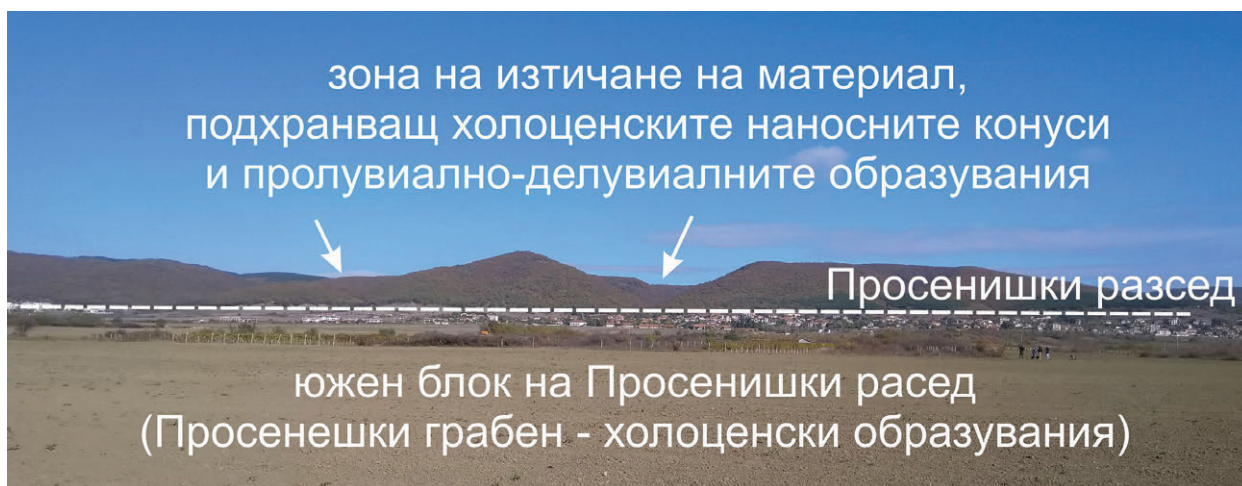 зона на изтичане на материал,
подхранващ холоценските наносните конуси
и пролувиално-делувиалните образувания
Просенишки разсед
южен блок на Просенишки расед
(Просенешки грабен - холоценски образувания)